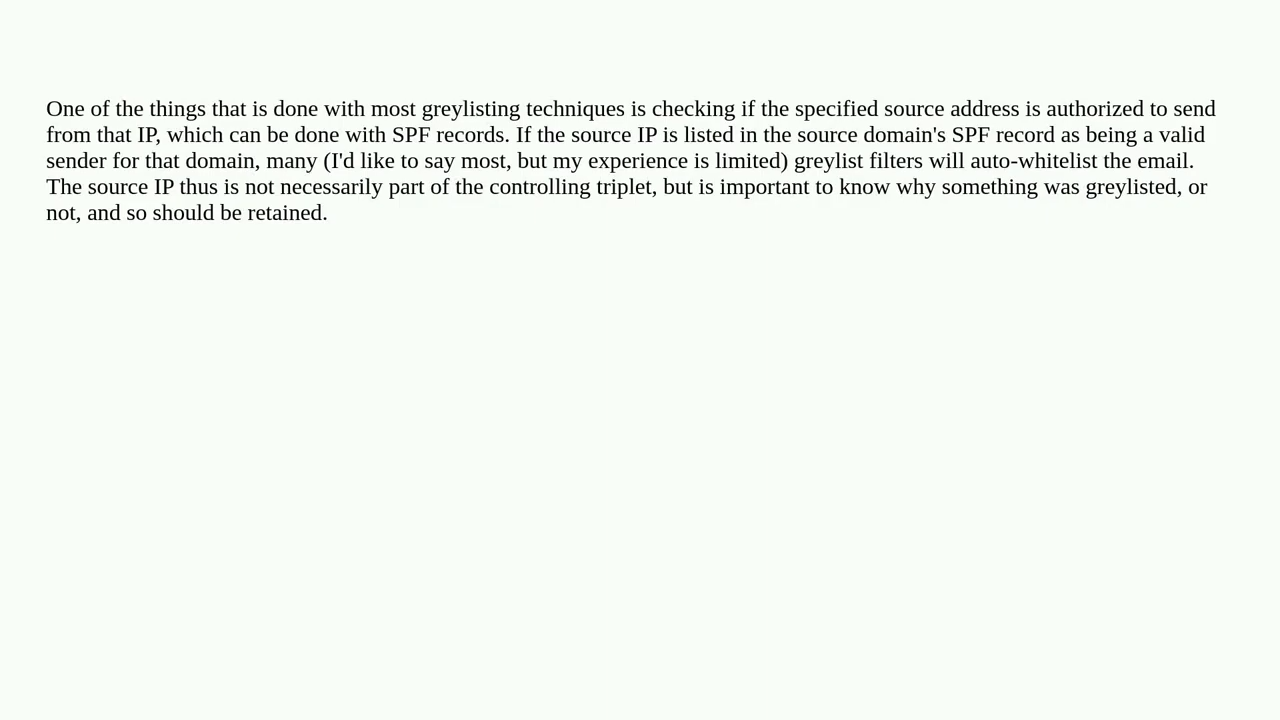 One of the things that is done with most greylisting techniques is checking if the specified source address is authorized to send
from that IP, which can be done with SPF records. If the source IP is listed in the source domain's SPF record as being a valid
sender for that domain, many (I'd like to say most, but my experience is limited) greylist filters will auto-whitelist the email.
The source IP thus is not necessarily part of the controlling triplet, but is important to know why something was greylisted, or
not, and so should be retained.